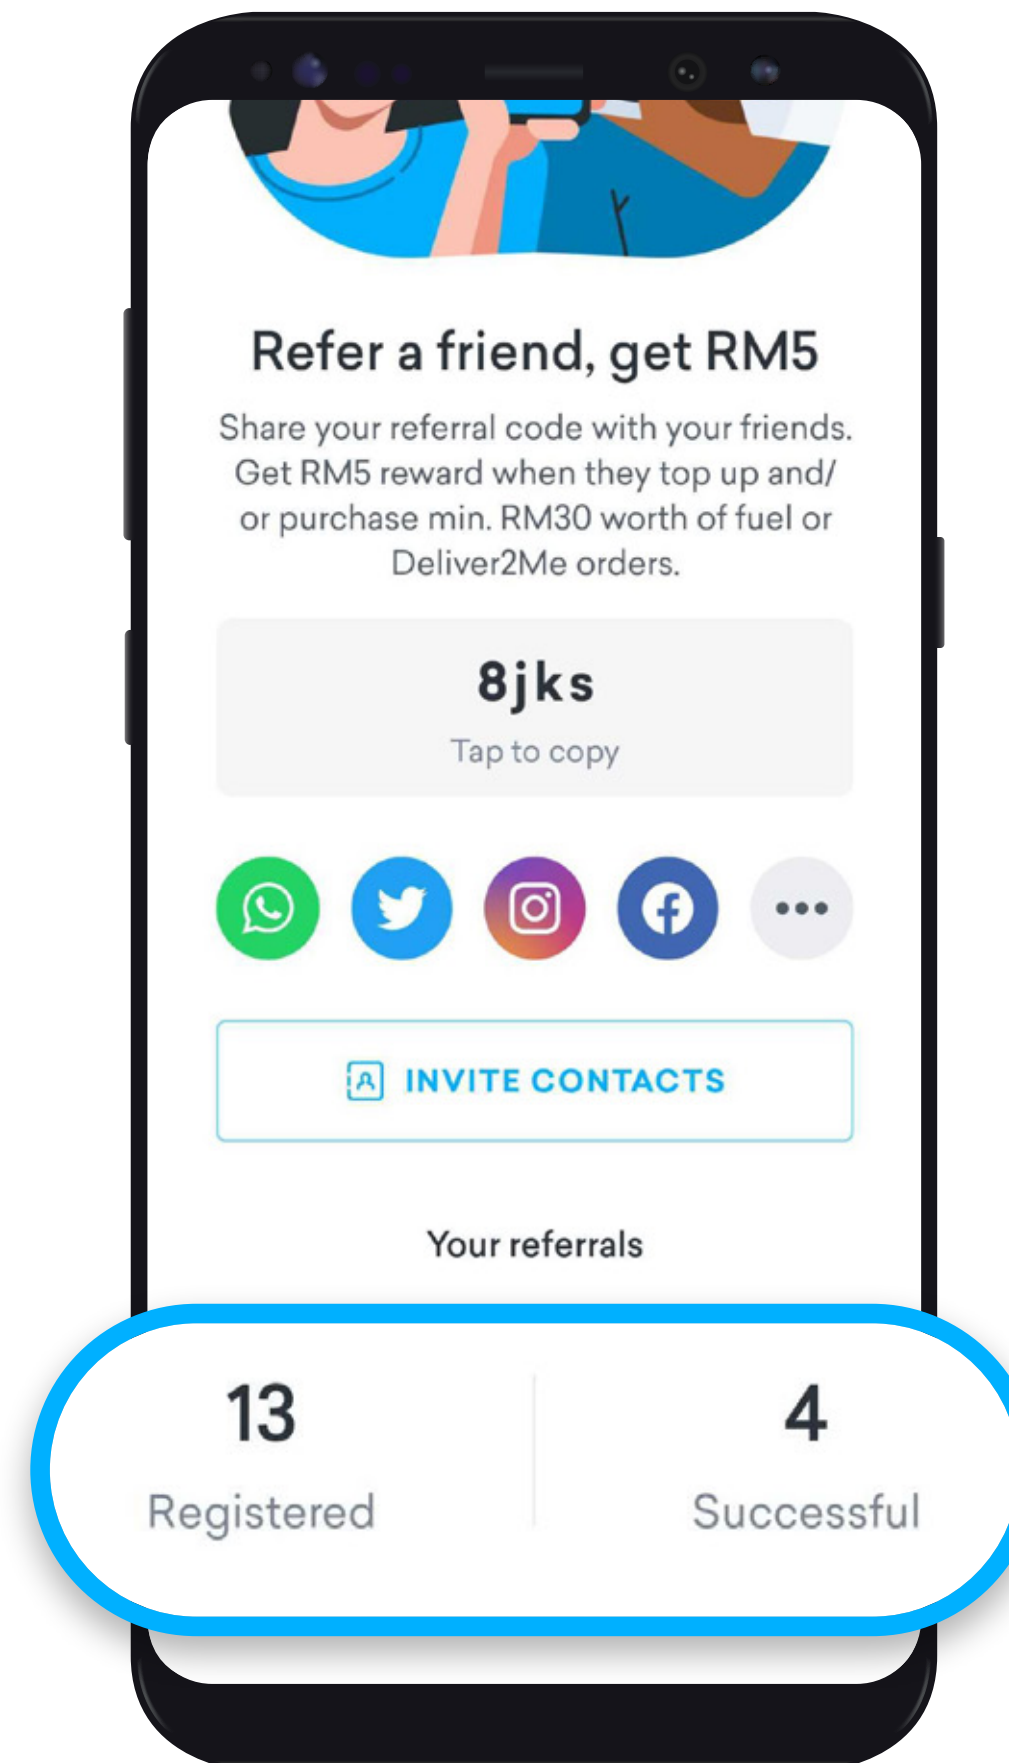 Refer a friend, get RM5
Share your referral code with your friends.
Get RM5 reward when they top up and/
or purchase min. RM30 worth of fuel or
Deliver2Me orders.
8jks
Tap to copy
INVITE CONTACTS
Your referrals
13 4
Registered Successful